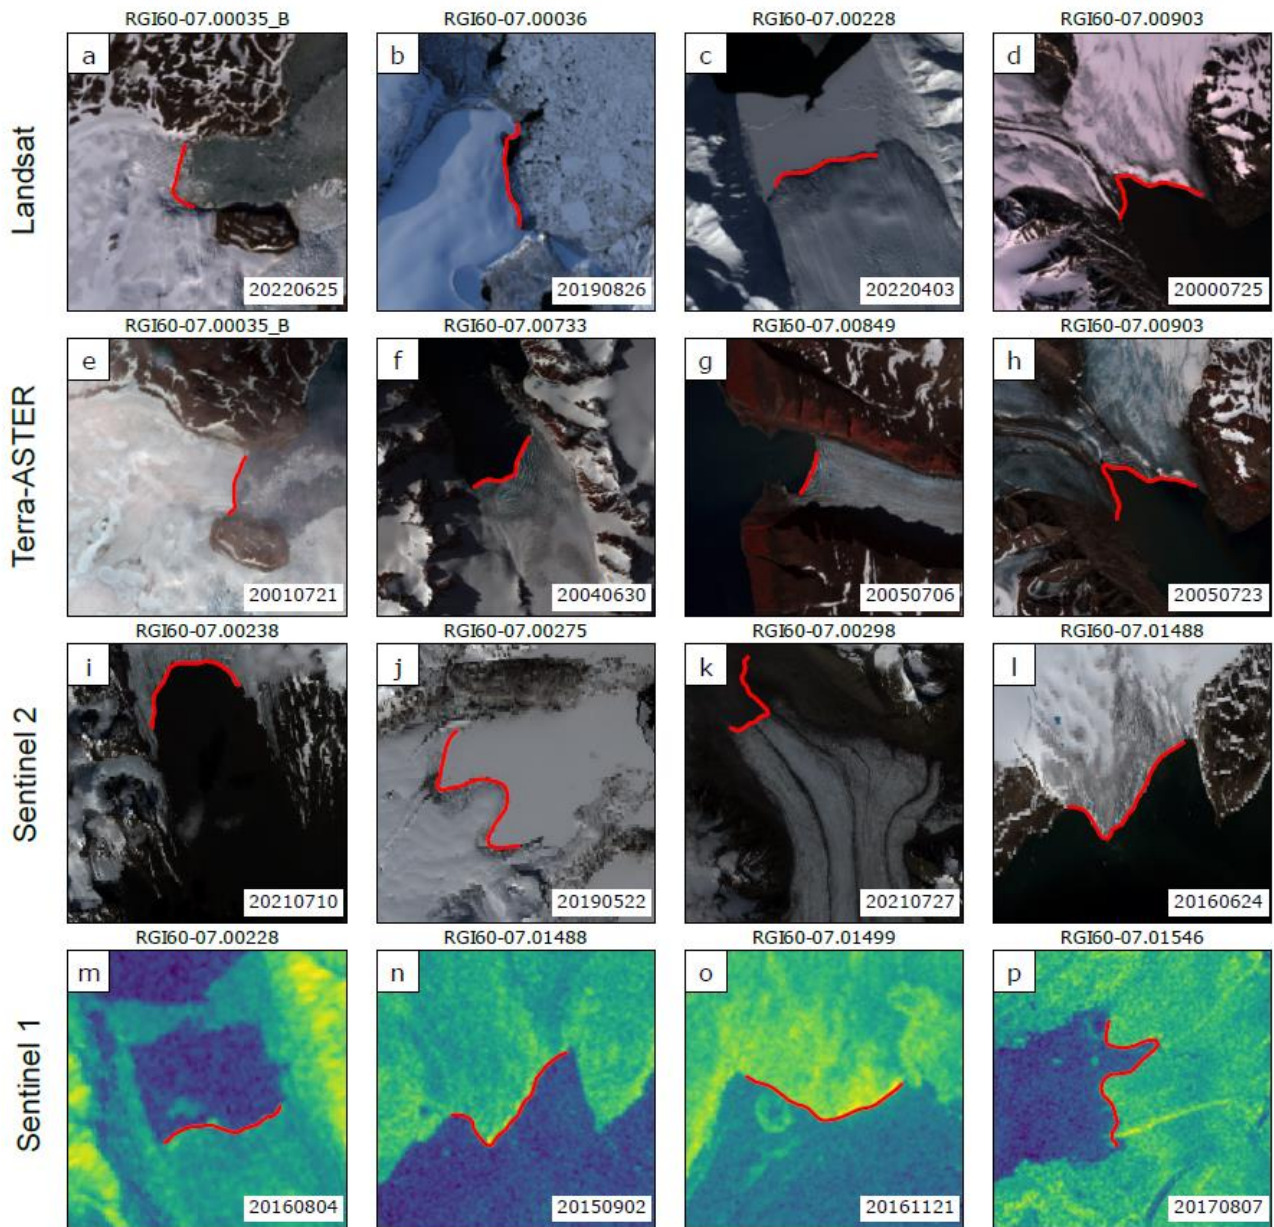 RGI60-07.00035_B RGI60-07.00036 RGI60-07.00228 RGI60-07.00903
a b c d
Landsat
20220625 20190826 20220403 20000725
RGI60-07.00035_B RGI60-07.00733 RGI60-07.00849 RGI60-07.00903
e f g h
Terra-ASTER
20010721 20040630 20050706 20050723
RGI60-07.00238 RGI60-07.00275 RGI60-07.00298 RGI60-07.01488
i j k l
Sentinel 2
20210710 20190522 20210727 20160624
RGI60-07.00228 RGI60-07.01488 RGI60-07.01499 RGI60-07.01546
m n o p
Sentinel 1
20160804 20150902 20161121 20170807